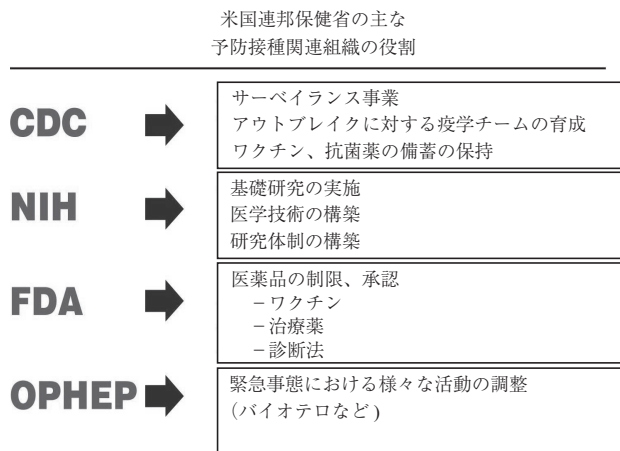 米国連邦保健省の主な
予防接種関連組織の役割
CDC
サーベイランス事業
アウトブレイクに対する疫学チームの育成
ワクチン、抗菌薬の備蓄の保持
NIH
基礎研究の実施
医学技術の構築
研究体制の構築
FDA
医薬品の制限、承認
−ワクチン
−治療薬
−診断法
OPHEP
緊急事態における様々な活動の調整
(バイオテロなど)